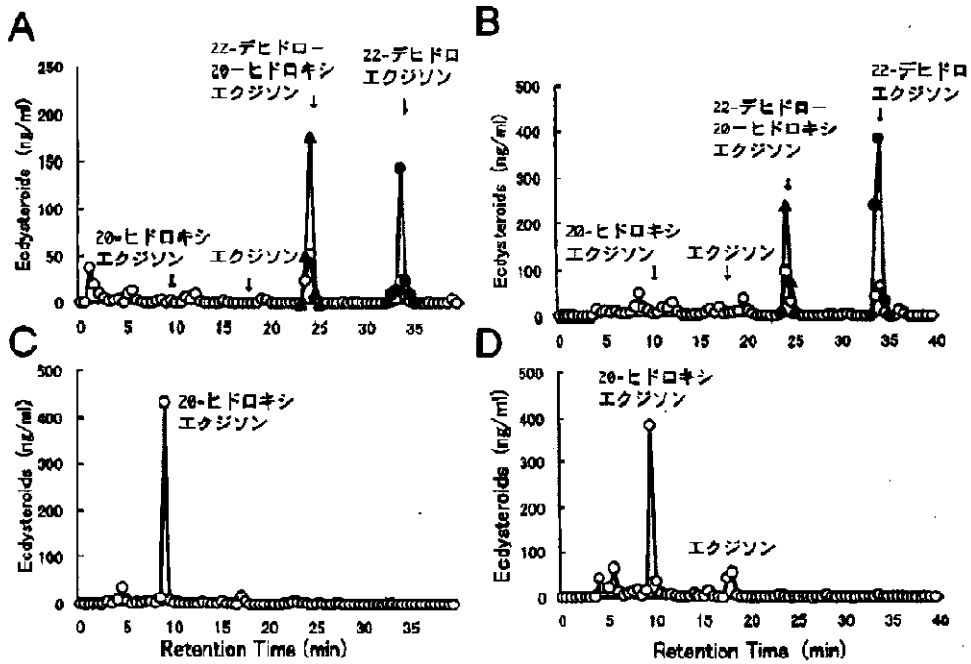 A
22-デヒドロー
20-ヒドロキシ
エクジソン
22-デヒドロ
エクジソン
20-ヒドロキシ
エクジソン
エクジソン
Ecdysteroids (ng/ml)
250
200
150
100
50
0
0 5 10 15 20 25 30 35
B
22-デヒドロ
エクジソン
22-デヒドロー
20-ヒドロキシ
エクジソン
20-ヒドロキシ
エクジソン
エクジソン
Ecdysteroids (ng/ml)
500
400
300
200
100
0
0 5 10 15 20 25 30 35 40
C
20-ヒドロキシ
エクジソン
Ecdysteroids (ng/ml)
500
400
300
200
100
0
0 5 10 15 20 25 30 35
Retention Time (min)
D
20-ヒドロキシ
エクジソン
エクジソン
Ecdysteroids (ng/ml)
500
400
300
200
100
0
0 5 10 15 20 25 30 35 40
Retention Time (min)